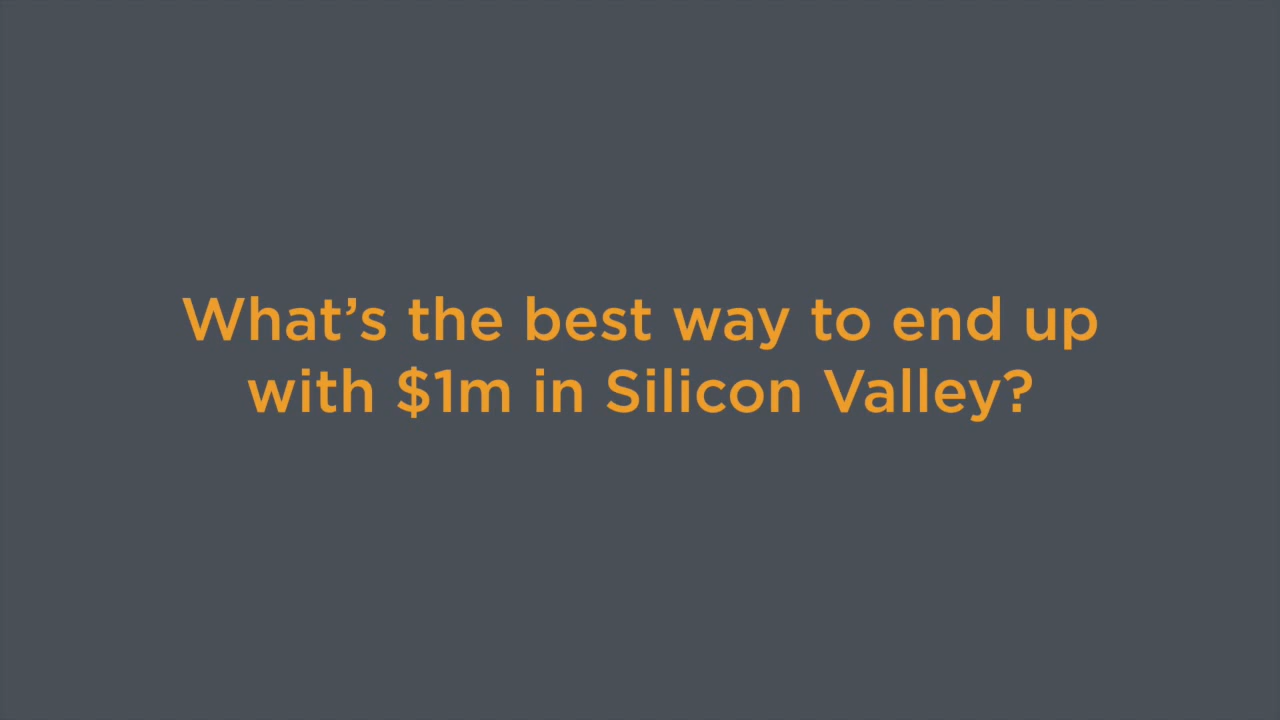 What’s the best way to end up
with $1m in Silicon Valley?